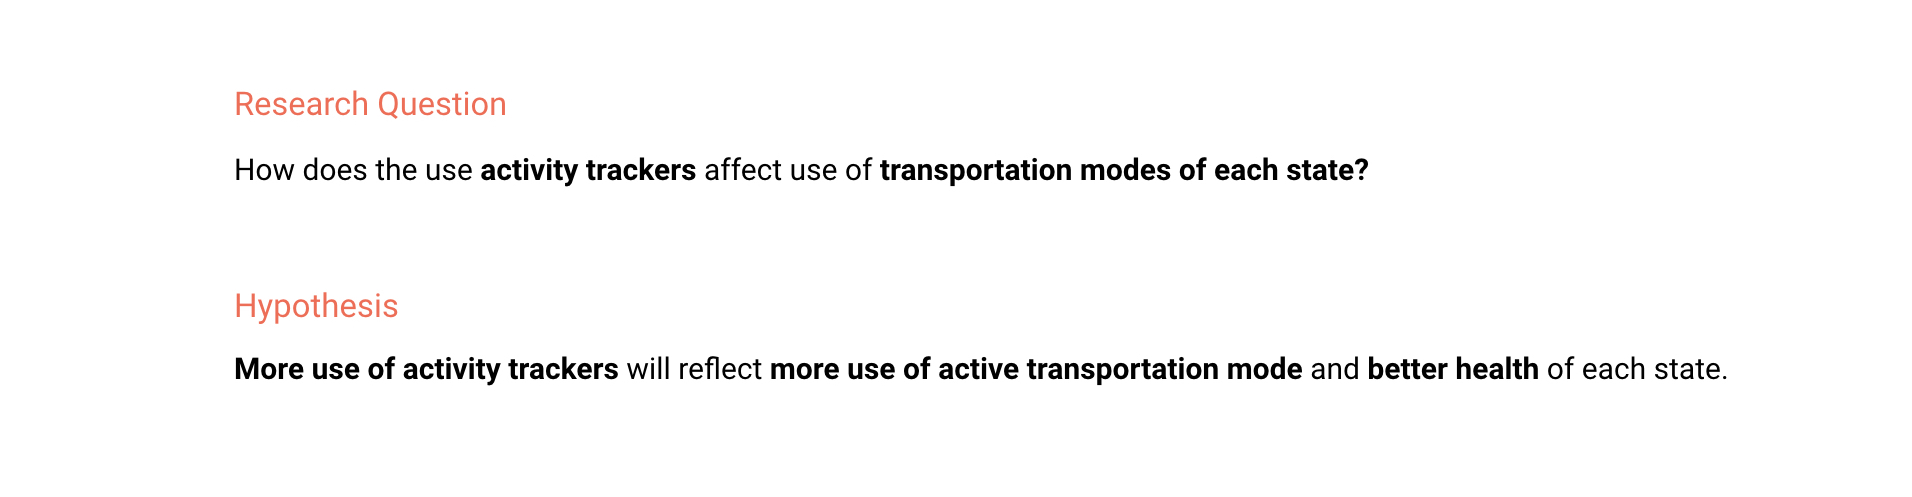 Research Question
How does the use activity trackers affect use of transportation modes of each state?
Hypothesis
More use of activity trackers will reflect more use of active transportation mode and better health of each state.